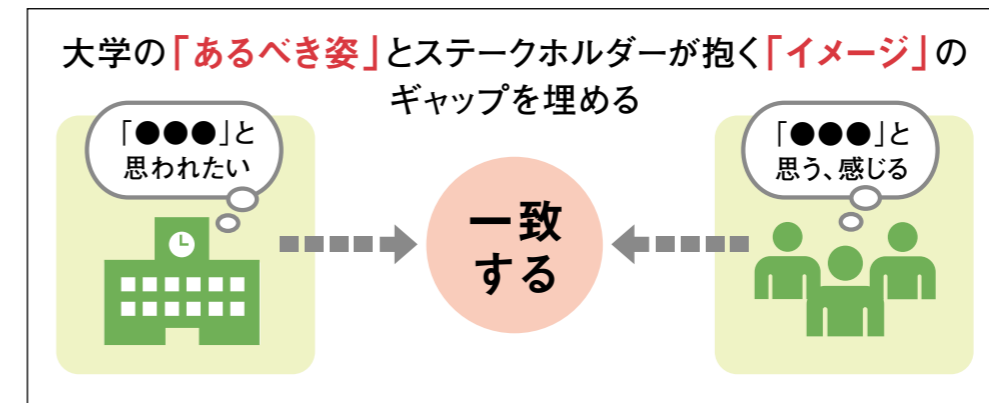 大学の「あるべき姿」とステークホルダーが抱く「イメージ」の
ギャップを埋める
「●●●」と
思われたい
一致
する
「●●●」と
思う、感じる